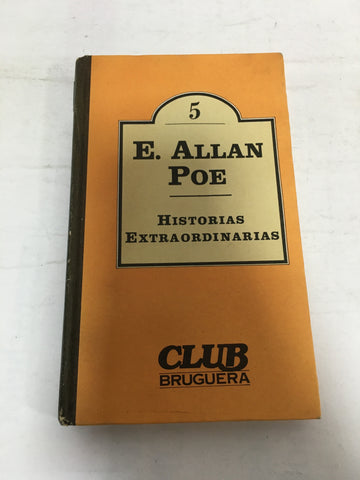 5
E. ALLAN
POE
HISTORIAS
EXTRAORDINARIAS
CLUB
BRUGUERA